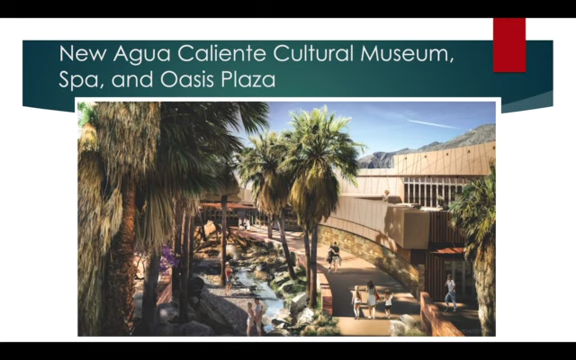 New Agua Caliente Cultural Museum,
Spa, and Oasis Plaza